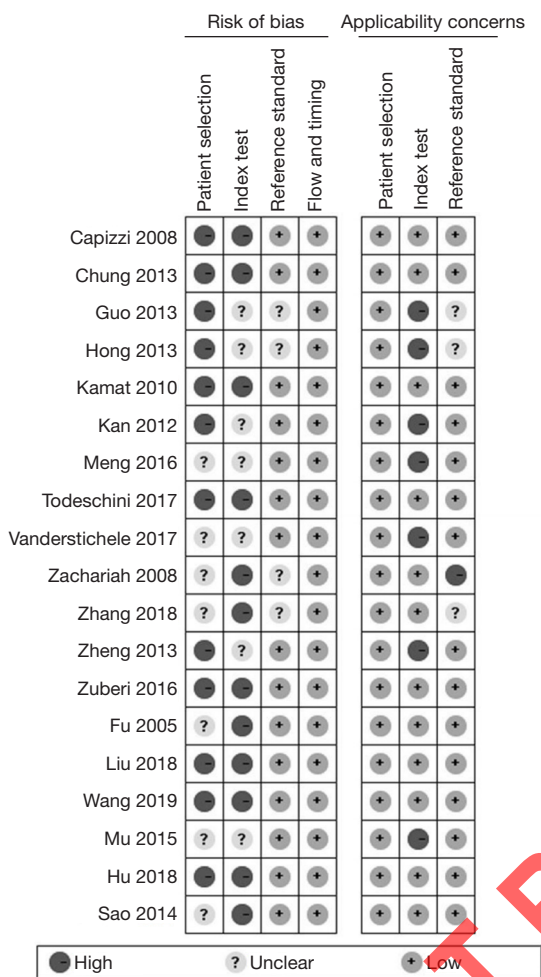 Risk of bias Applicability concerns
Patient selection Index test Reference standard Flow and timing Patient selection Index test Reference standard
Capizzi 2008 - - + + + + +
Chung 2013 - - + + + + +
Guo 2013 - ? ? + + - ?
Hong 2013 - ? ? + + - ?
Kamat 2010 - - + + + + +
Kan 2012 - ? + + + - +
Meng 2016 ? ? + + + - +
Todeschini 2017 - - + + + + +
Vanderstichele 2017 ? ? + + + - +
Zachariah 2008 ? - ? + + + -
Zhang 2018 ? - ? + + + ?
Zheng 2013 - ? + + + - +
Zuberi 2016 - - + + + + +
Fu 2005 ? - + + + + +
Liu 2018 - - + + + + +
Wang 2019 - - + + + + +
Mu 2015 ? ? + + + - +
Hu 2018 - - + + + + +
Sao 2014 ? - + + + + +
- High ? Unclear + Low